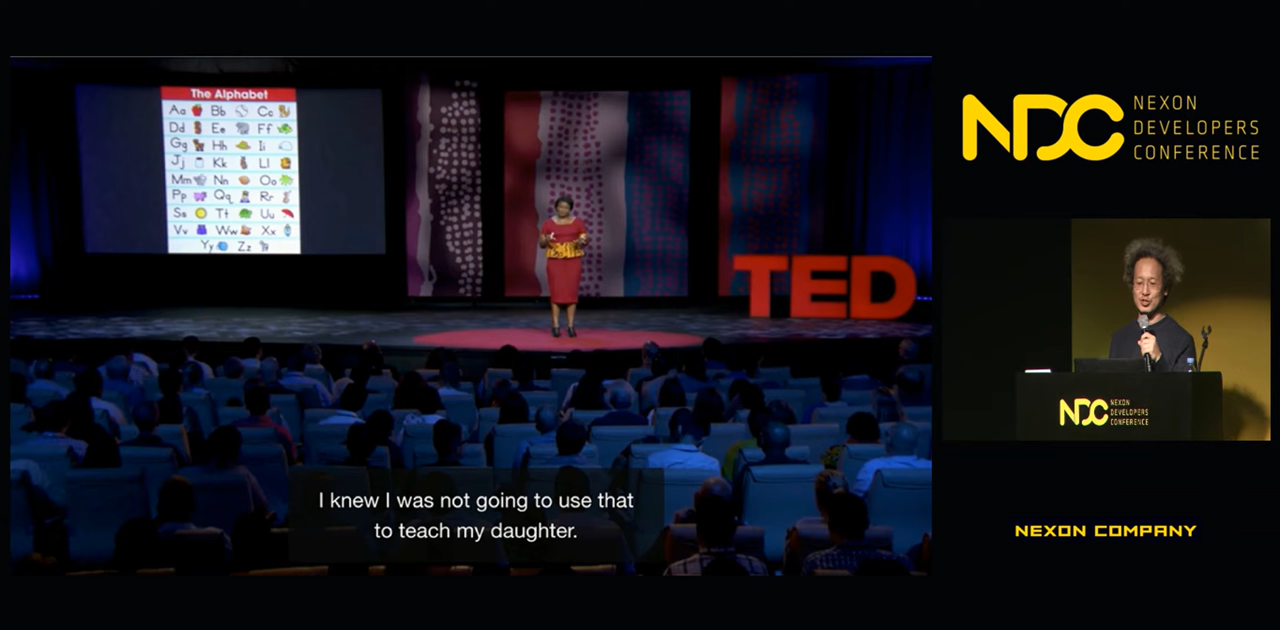 The Alphabet
Aa Bb Cc
Dd Ee Ff
Gg Hh Ii
Jj Kk Ll
Mm Nn Oo
Pp Qq Rr
Ss Tt Uu
Vv Ww Xx
Yy Zz
TED
I knew I was not going to use that
to teach my daughter.
NDC
NEXON
DEVELOPERS
CONFERENCE
NDC
NEXON
DEVELOPERS
CONFERENCE
NEXON COMPANY